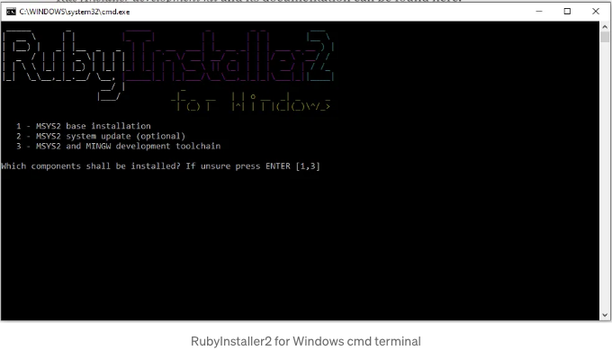 C:\WINDOWS\system32\cmd.exe
RubyInstaller2
for Windows
1 - MSYS2 base installation
2 - MSYS2 system update (optional)
3 - MSYS2 and MINGW development toolchain
Which components shall be installed? If unsure press ENTER [1,3]
RubyInstaller2 for Windows cmd terminal